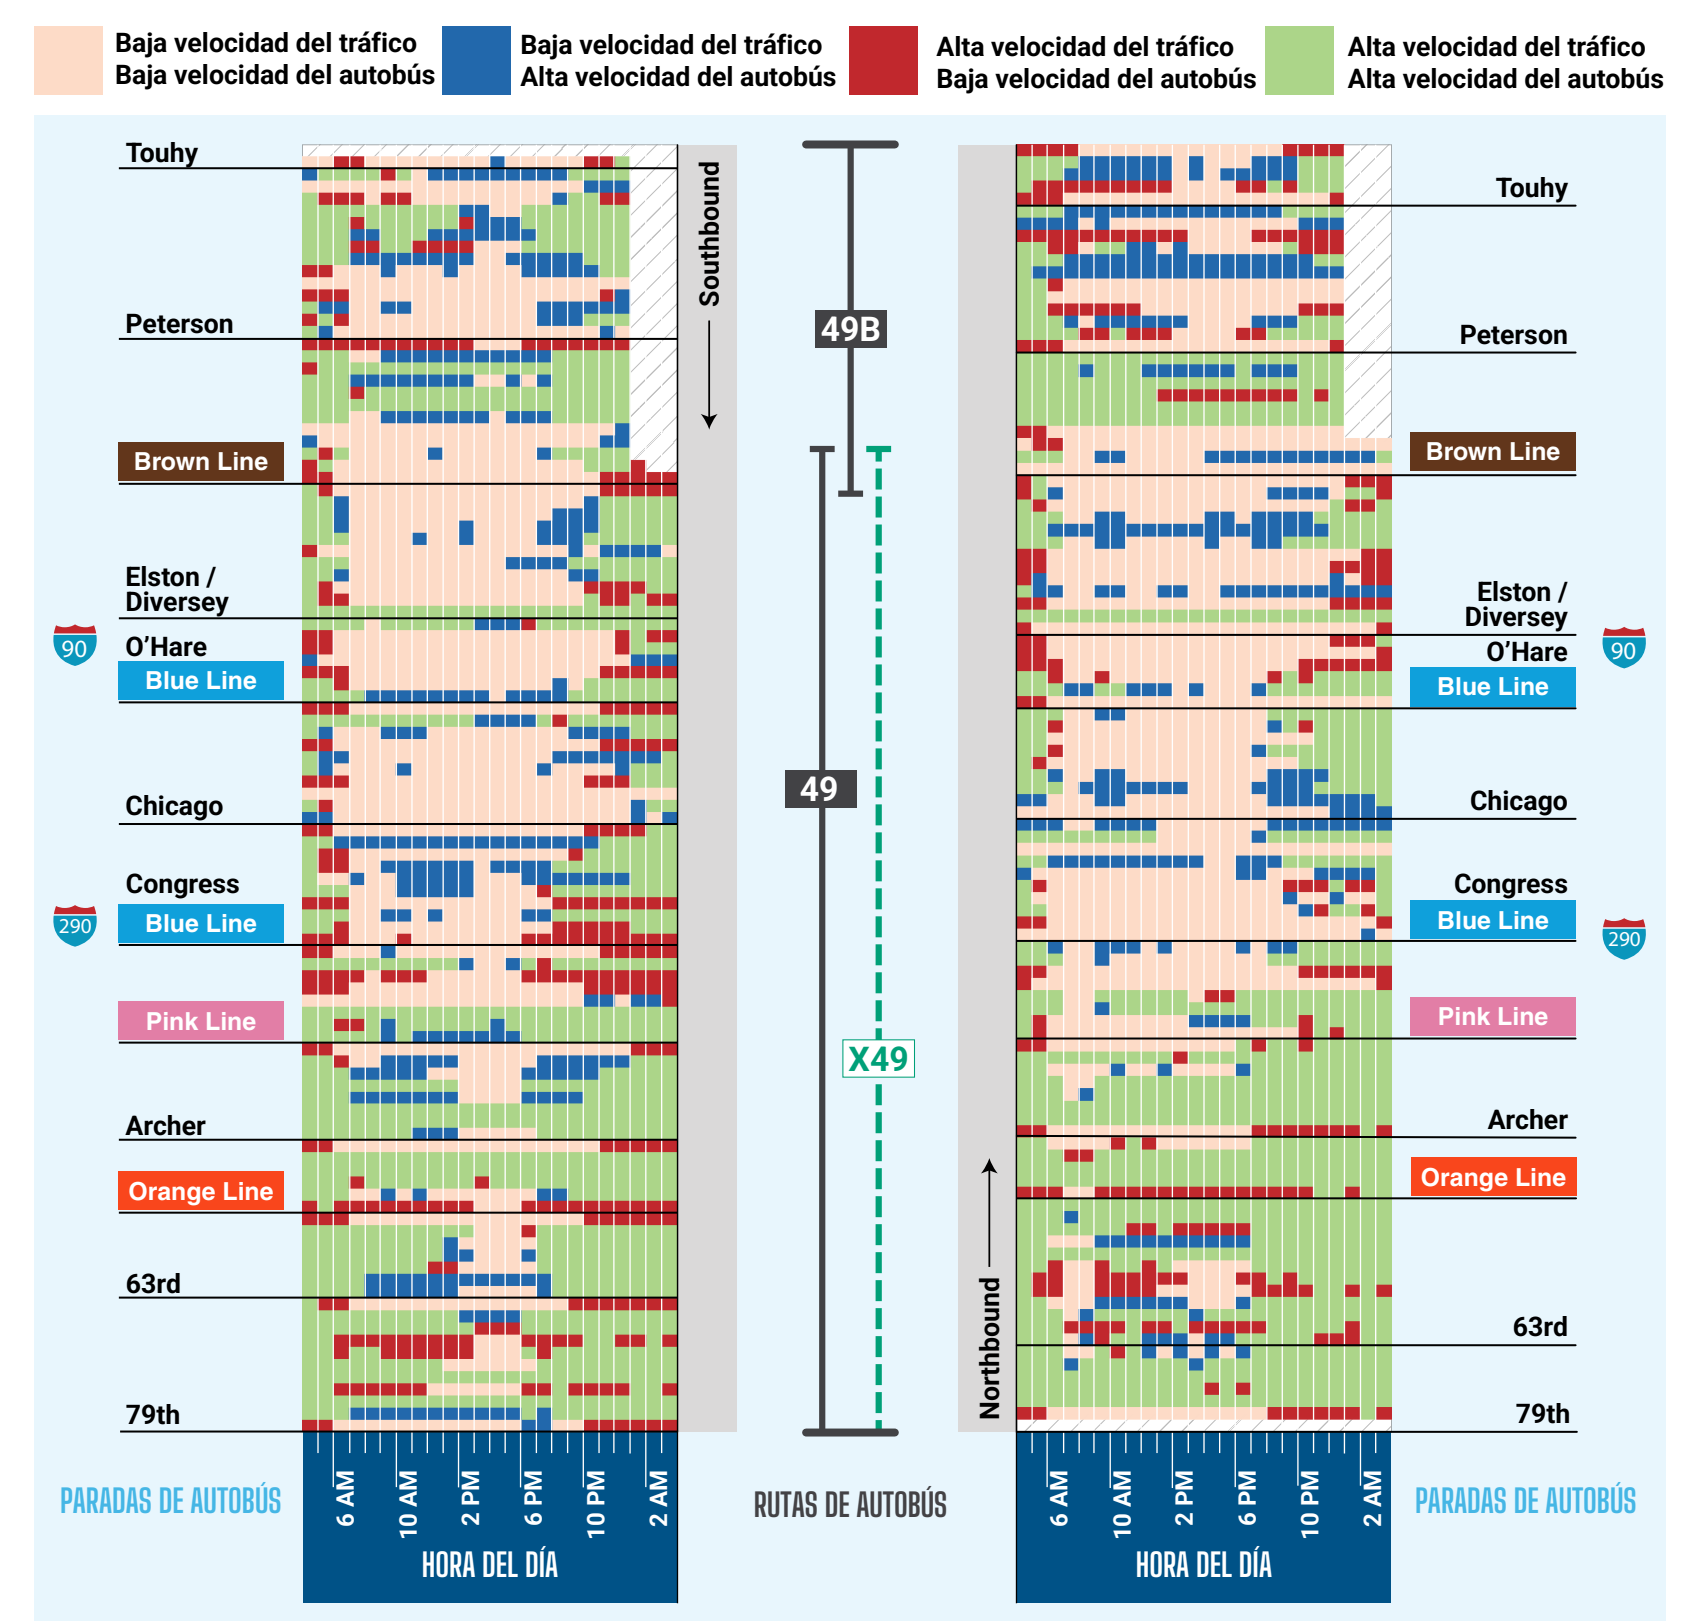 Baja velocidad del tráfico
Baja velocidad del autobús
Baja velocidad del tráfico
Alta velocidad del autobús
Alta velocidad del tráfico
Baja velocidad del autobús
Alta velocidad del tráfico
Alta velocidad del autobús
Touhy
Peterson
Brown Line
Elston /
Diversey
90
O'Hare
Blue Line
Chicago
Congress
290
Blue Line
Pink Line
Archer
Orange Line
63rd
79th
Southbound
49B
49
X49
Northbound
Touhy
Peterson
Brown Line
Elston /
Diversey
O'Hare
90
Blue Line
Chicago
Congress
Blue Line
290
Pink Line
Archer
Orange Line
63rd
79th
PARADAS DE AUTOBÚS
6 AM
10 AM
2 PM
6 PM
10 PM
2 AM
HORA DEL DÍA
RUTAS DE AUTOBÚS
6 AM
10 AM
2 PM
6 PM
10 PM
2 AM
HORA DEL DÍA
PARADAS DE AUTOBÚS